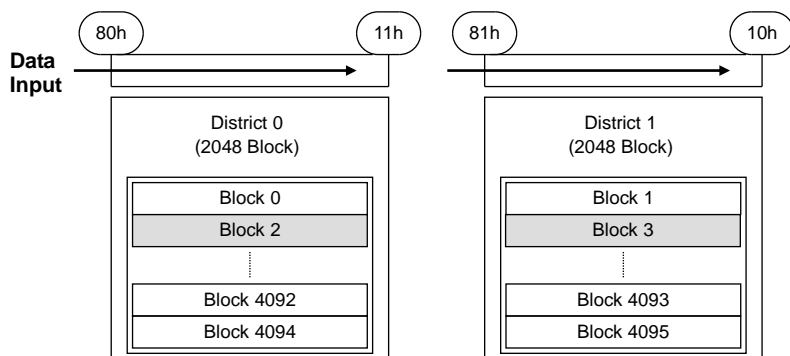 80h 11h 81h 10h
Data
Input
District 0
(2048 Block)
District 1
(2048 Block)
Block 0
Block 2
Block 4092
Block 4094
Block 1
Block 3
Block 4093
Block 4095